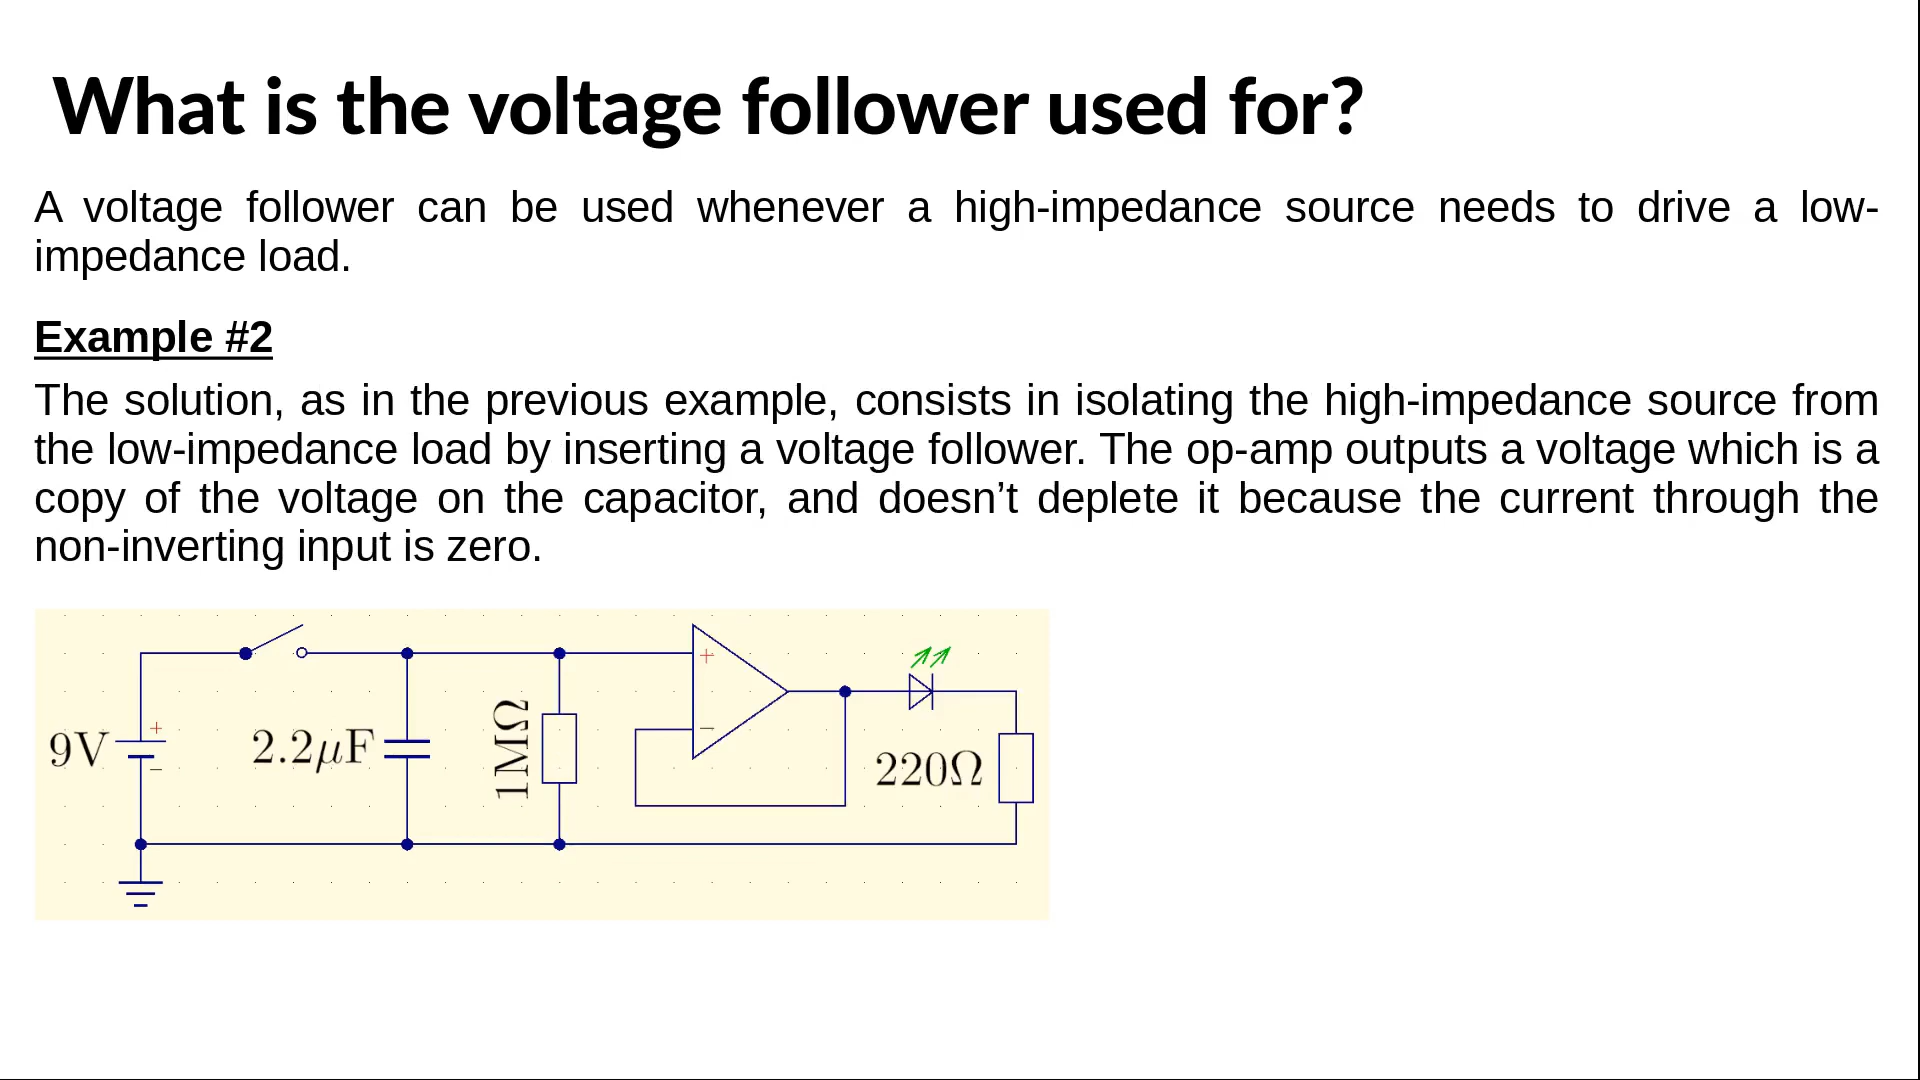 What is the voltage follower used for?
A voltage follower can be used whenever a high-impedance source needs to drive a low-
impedance load.
Example #2
The solution, as in the previous example, consists in isolating the high-impedance source from
the low-impedance load by inserting a voltage follower. The op-amp outputs a voltage which is a
copy of the voltage on the capacitor, and doesn’t deplete it because the current through the
non-inverting input is zero.
9V
+
−
2.2μF
1MΩ
+
−
220Ω